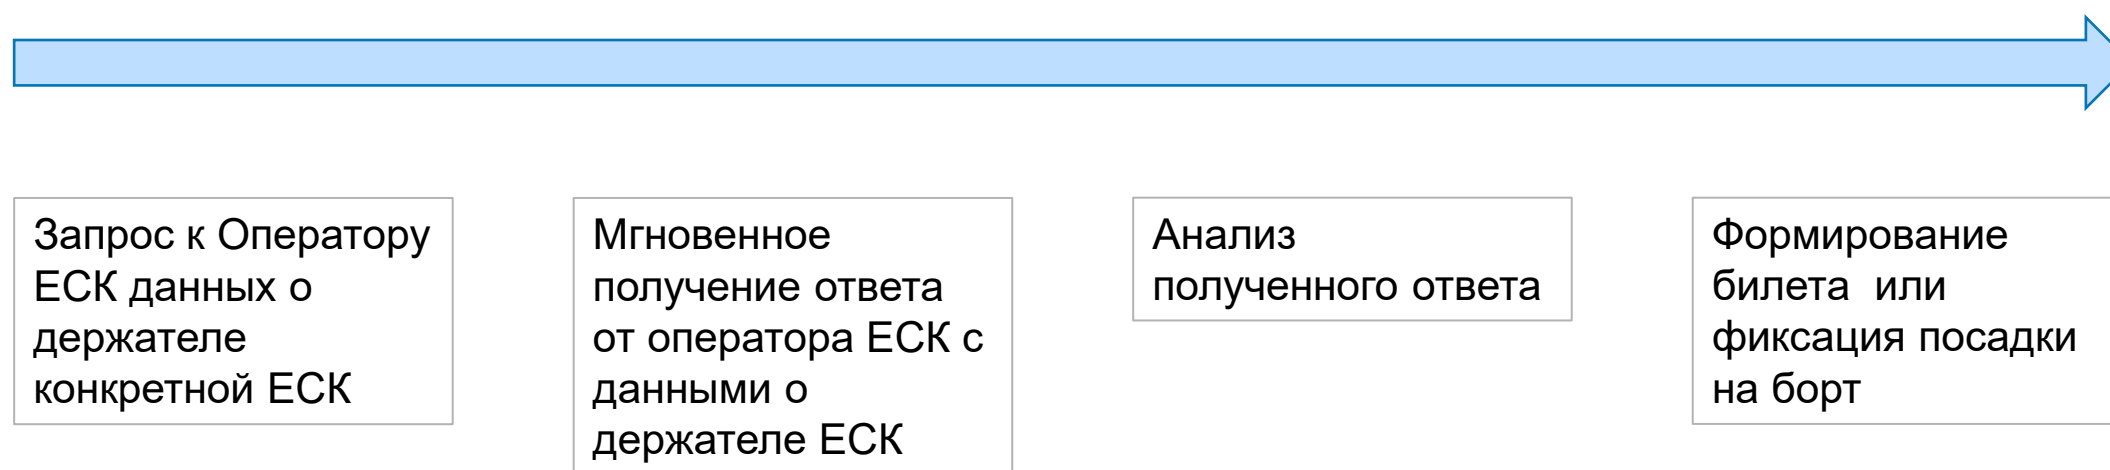 Запрос к Оператору
ЕСК данных о
держателе
конкретной ЕСК
Мгновенное
получение ответа
от оператора ЕСК с
данными о
держателе ЕСК
Анализ
полученного ответа
Формирование
билета  или
фиксация посадки
на борт